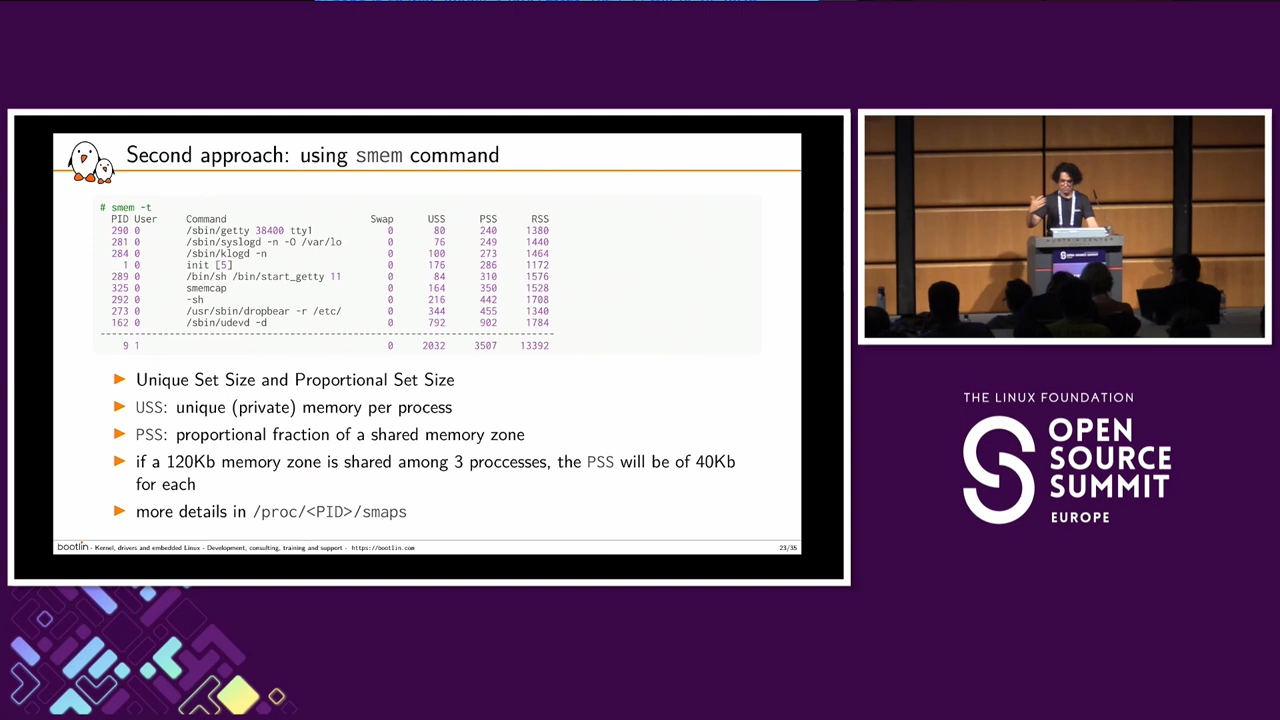 Second approach: using smem command
# smem -t
PID User Command Swap USS PSS RSS
290 0 /sbin/getty 38400 tty1 0 80 240 1380
281 0 /sbin/syslogd -n -O /var/lo 0 76 249 1440
284 0 /sbin/klogd -n 0 100 273 1464
1 0 init [5] 0 176 286 1172
289 0 /bin/sh /bin/start_getty 11 0 84 310 1576
325 0 smemcap 0 164 350 1528
292 0 -sh 0 216 442 1708
273 0 /usr/sbin/dropbear -r /etc/ 0 344 455 1340
162 0 /sbin/udevd -d 0 792 902 1784
-------------------------------------------------------------------
9 1 0 2032 3507 13392
Unique Set Size and Proportional Set Size
USS: unique (private) memory per process
PSS: proportional fraction of a shared memory zone
if a 120Kb memory zone is shared among 3 proccesses, the PSS will be of 40Kb
for each
more details in /proc/<PID>/smaps
bootlin - Kernel, drivers and embedded Linux - Development, consulting, training and support - https://bootlin.com
23/35
THE LINUX FOUNDATION
OPEN
SOURCE
SUMMIT
EUROPE